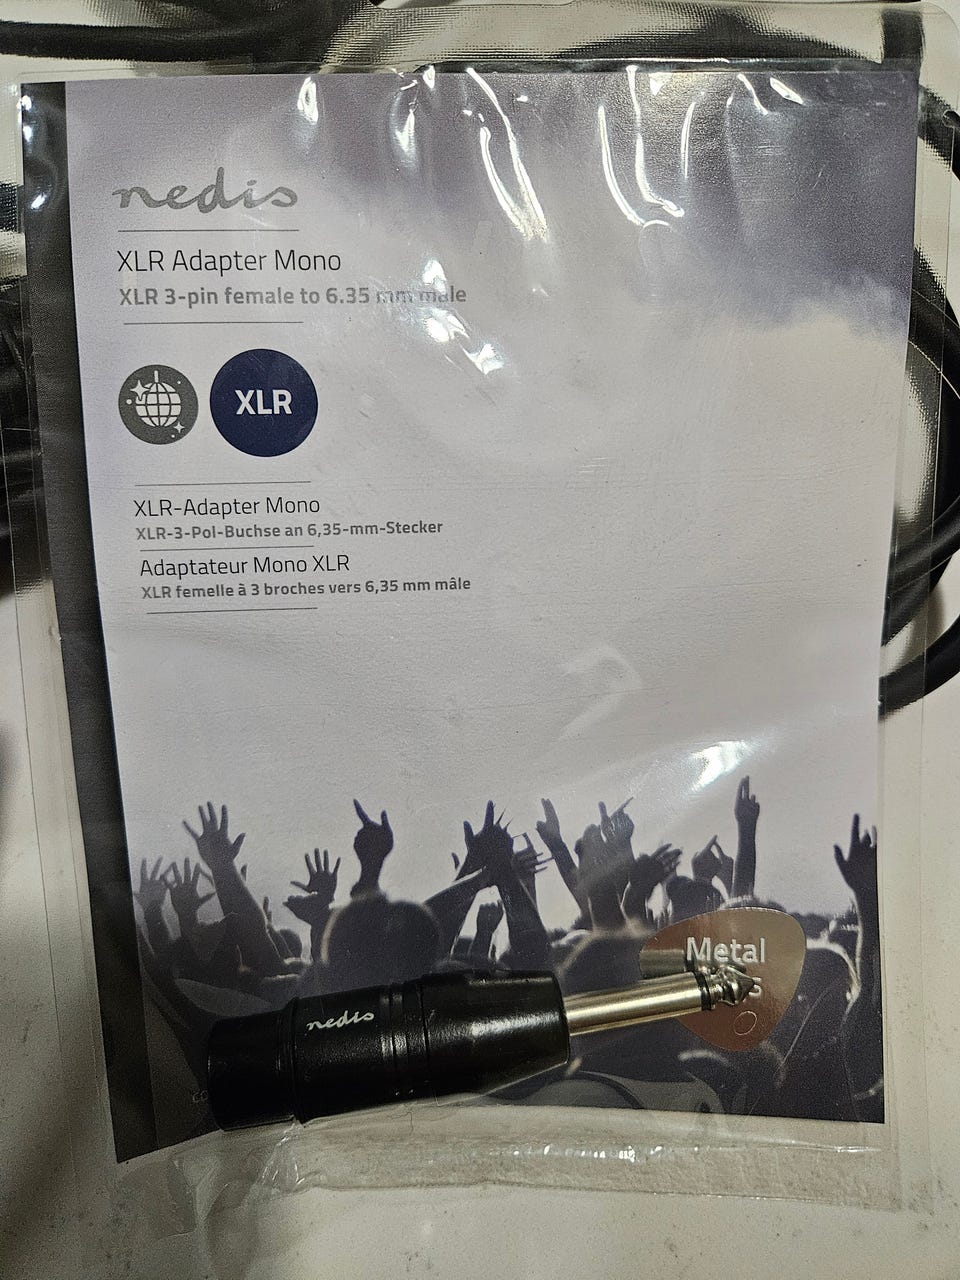 nedis
XLR Adapter Mono
XLR 3-pin female to 6.35 mm male
XLR
XLR-Adapter Mono
XLR-3-Pol-Buchse an 6,35-mm-Stecker
Adaptateur Mono XLR
XLR femelle à 3 broches vers 6,35 mm mâle
Metal
nedis